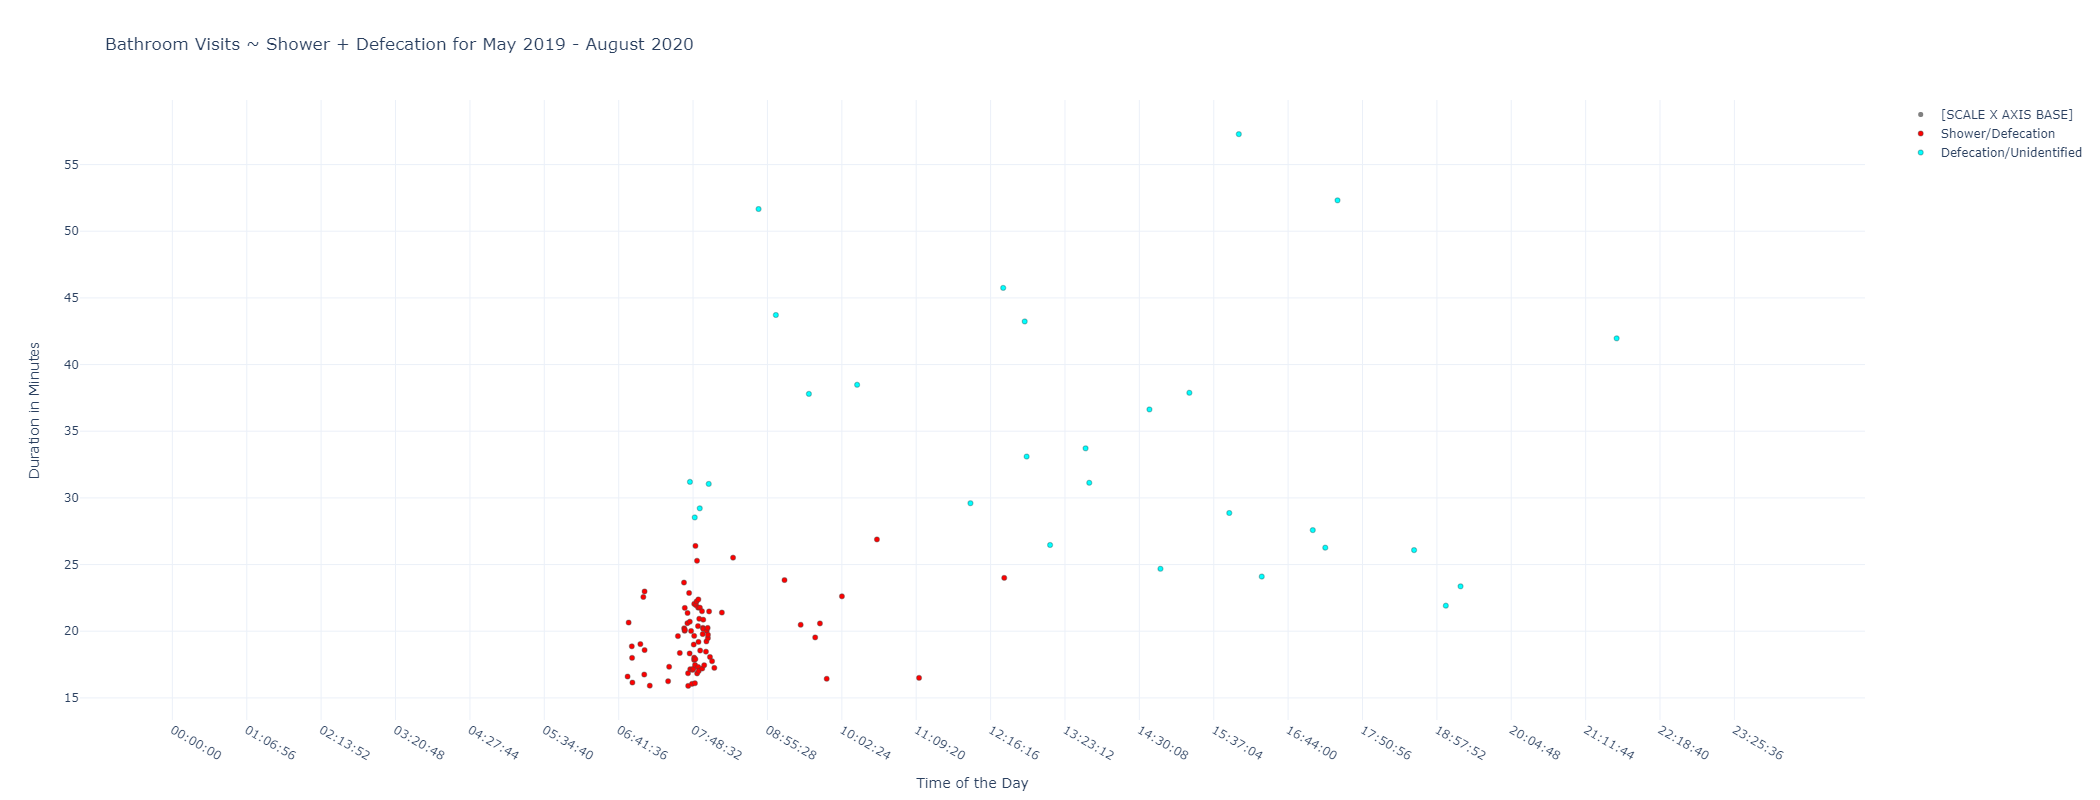 Bathroom Visits ~ Shower + Defecation for May 2019 - August 2020
[SCALE X AXIS BASE]
Shower/Defecation
Defecation/Unidentified
Duration in Minutes
55
50
45
40
35
30
25
20
15
00:00:00 01:06:56 02:13:52 03:20:48 04:27:44 05:34:40 06:41:36 07:48:32 08:55:28 10:02:24 11:09:20 12:16:16 13:23:12 14:30:08 15:37:04 16:44:00 17:50:56 18:57:52 20:04:48 21:11:44 22:18:40 23:25:36
Time of the Day